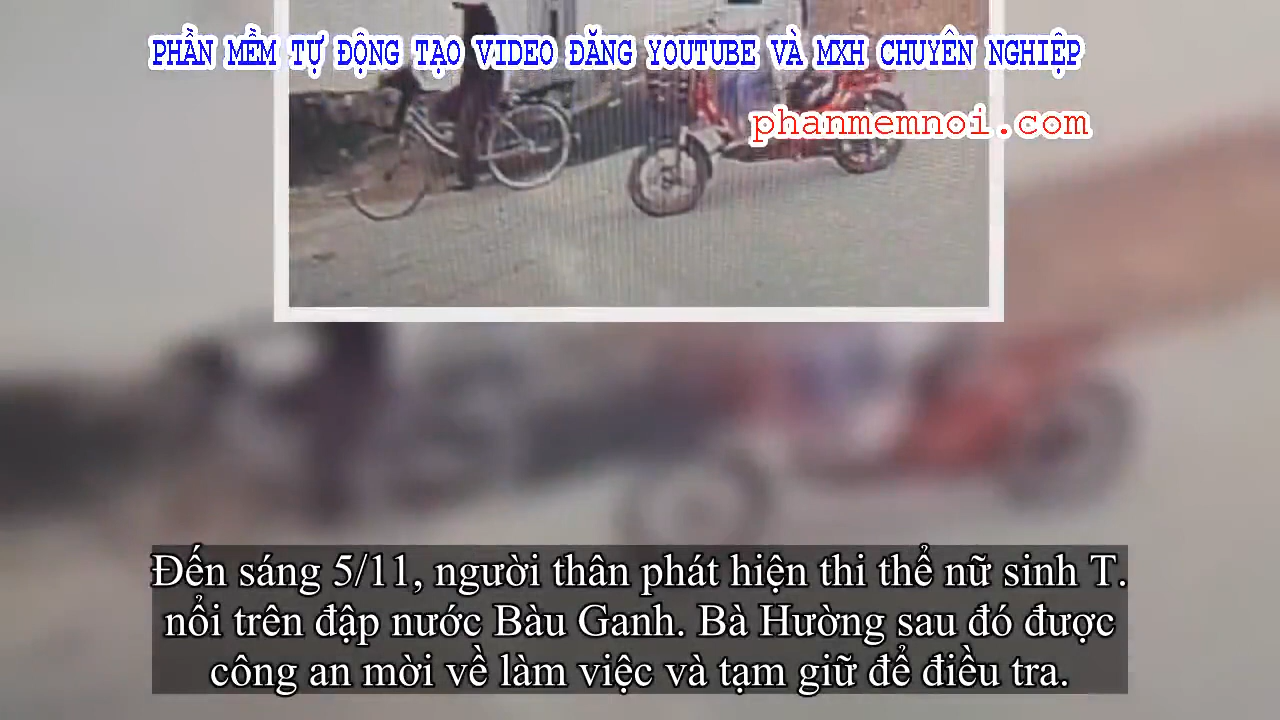 PHẦN MỀM TỰ ĐỘNG TẠO VIDEO ĐĂNG YOUTUBE VÀ MXH CHUYÊN NGHIỆP
phanmemnoi.com
Đến sáng 5/11, người thân phát hiện thi thể nữ sinh T.
nổi trên đập nước Bàu Ganh. Bà Hường sau đó được
công an mời về làm việc và tạm giữ để điều tra.